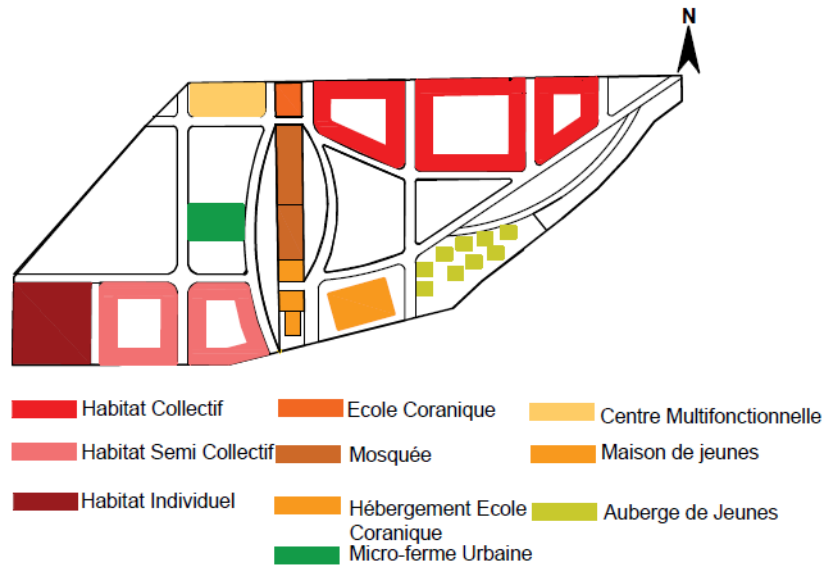 N
Habitat Collectif
Ecole Coranique
Centre Multifonctionnelle
Habitat Semi Collectif
Mosquée
Maison de jeunes
Habitat Individuel
Hébergement Ecole
Coranique
Auberge de Jeunes
Micro-ferme Urbaine